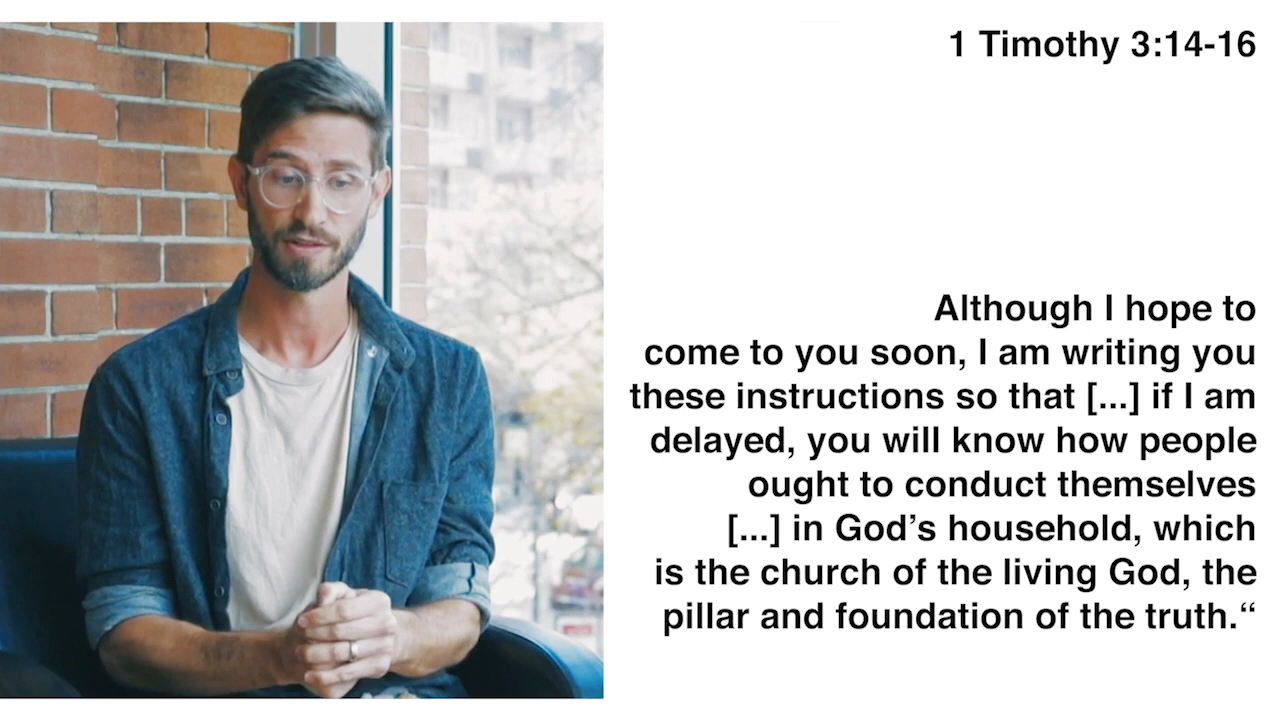 1 Timothy 3:14-16
Although I hope to
come to you soon, I am writing you
these instructions so that [...] if I am
delayed, you will know how people
ought to conduct themselves
[...] in God’s household, which
is the church of the living God, the
pillar and foundation of the truth.“